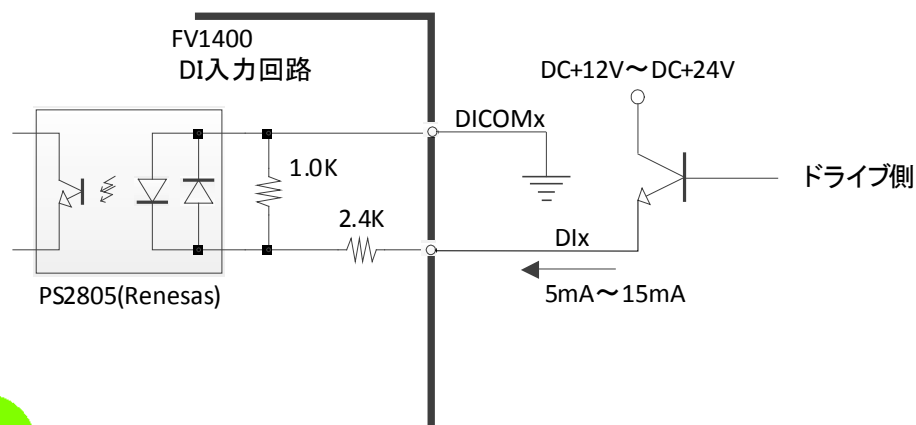 FV1400
DI入力回路
DC+12V～DC+24V
DICOMx
1.0K
ドライブ側
2.4K
DIx
PS2805(Renesas)
5mA～15mA